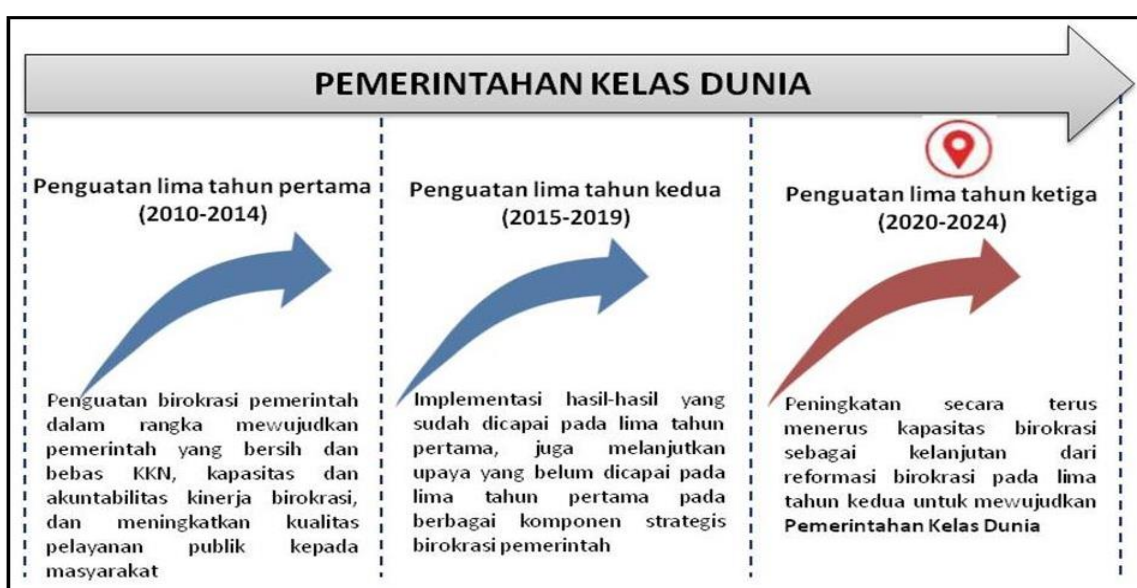 PEMERINTAHAN KELAS DUNIA
Penguatan lima tahun pertama
(2010-2014)
Penguatan birokrasi pemerintah
dalam rangka mewujudkan
pemerintah yang bersih dan
bebas KKN, kapasitas dan
akuntabilitas kinerja birokrasi,
dan meningkatkan kualitas
pelayanan publik kepada
masyarakat
Penguatan lima tahun kedua
(2015-2019)
Implementasi hasil-hasil yang
sudah dicapai pada lima tahun
pertama, juga melanjutkan
upaya yang belum dicapai pada
lima tahun pertama pada
berbagai komponen strategis
birokrasi pemerintah
Penguatan lima tahun ketiga
(2020-2024)
Peningkatan secara terus
menerus kapasitas birokrasi
sebagai kelanjutan dari
reformasi birokrasi pada lima
tahun kedua untuk mewujudkan
Pemerintahan Kelas Dunia